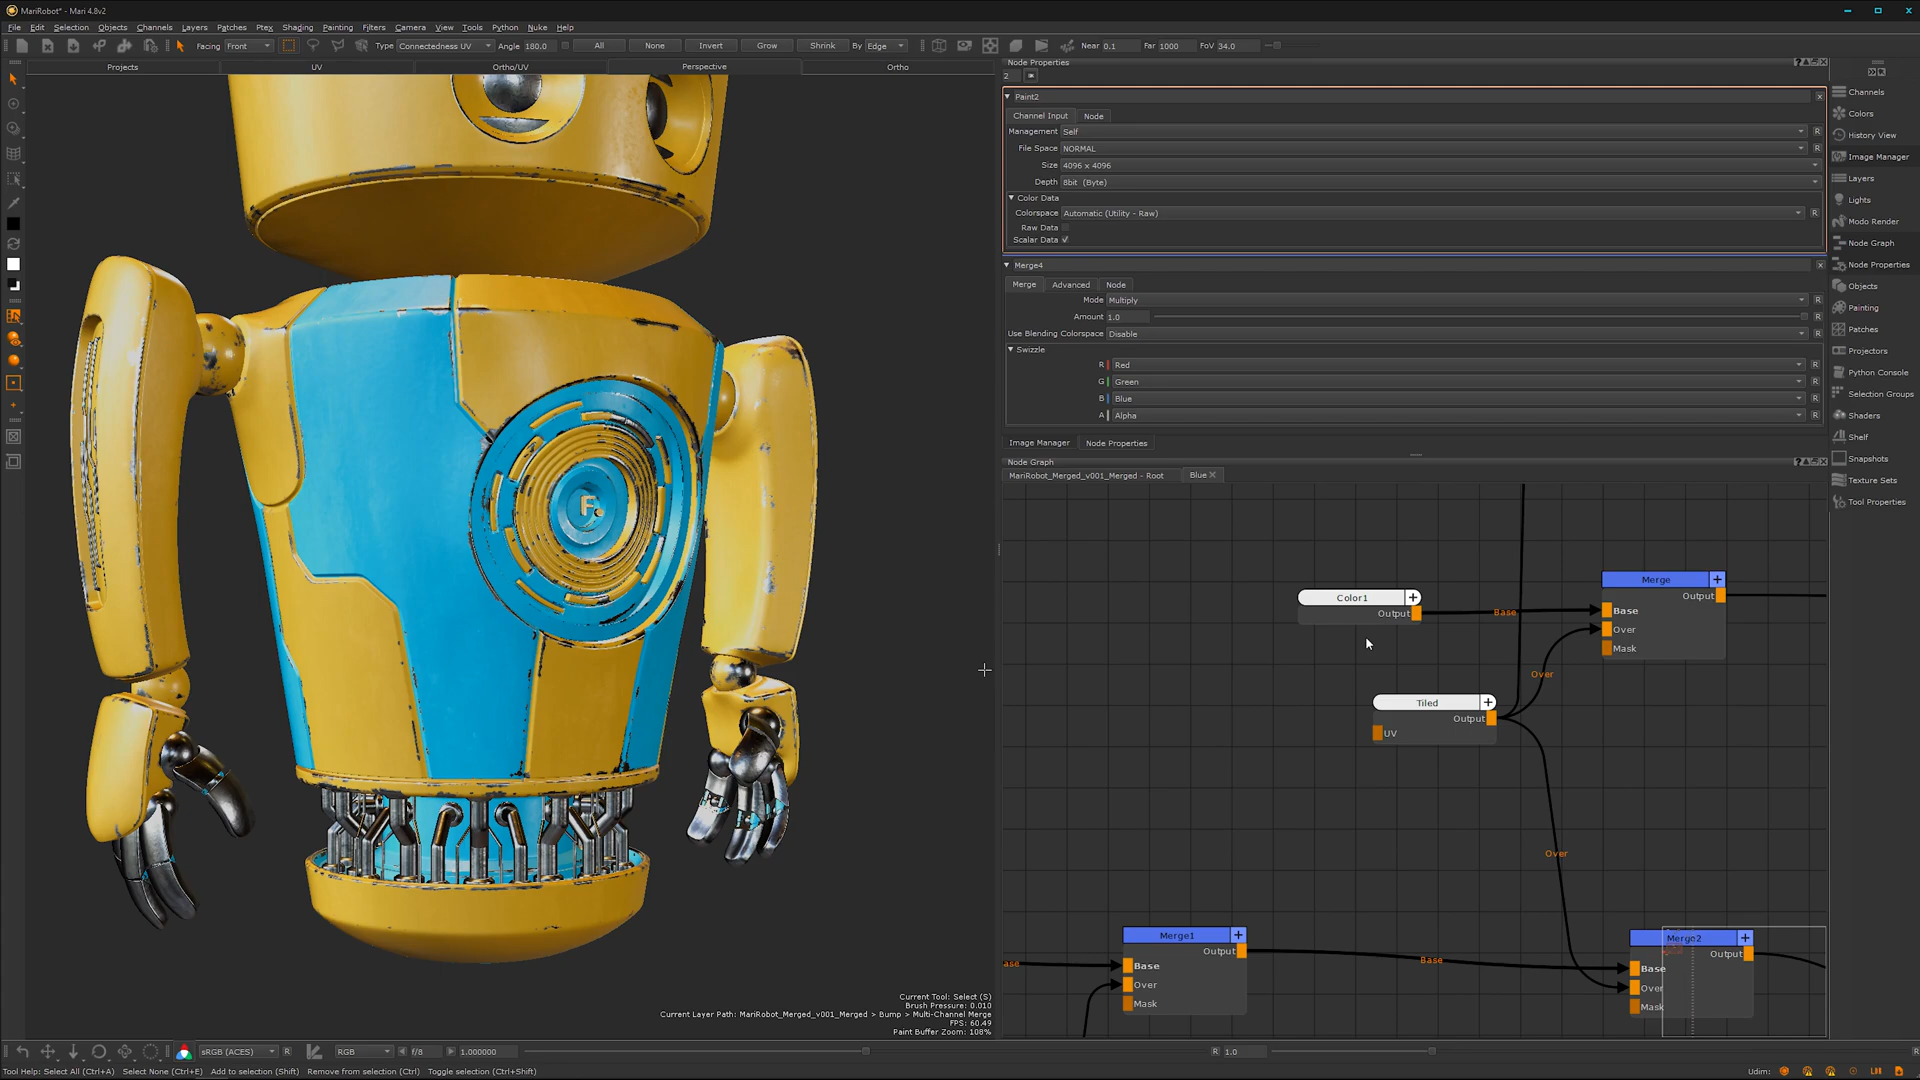 MariRobot* - Mari 4.8v2
File Edit Selection Objects Channels Layers Patches Ptex Shading Painting Filters Camera View Tools Python Nuke Help
Facing Front Type Connectedness UV Angle 180.0 All None Invert Grow Shrink By Edge Near 0.1 Far 1000 FoV 34.0
Projects UV Ortho/UV Perspective Ortho
Node Properties
2
Paint2
Channel Input Node
Management Self R
File Space NORMAL R
Size 4096 x 4096
Depth 8bit (Byte)
Color Data
Colorspace Automatic (Utility - Raw) R
Raw Data
Scalar Data
Merge4
Merge Advanced Node
Mode Multiply R
Amount 1.0 R
Use Blending Colorspace Disable R
Swizzle
R Red R
G Green R
B Blue R
A Alpha R
Image Manager Node Properties
Node Graph
MariRobot_Merged_v001_Merged - Root Blue
Color1 +
Output
Base
Merge +
Output
Base
Over
Mask
Over
Tiled +
Output
UV
Over
Merge1 +
Output
Base
Over
Mask
ase
Base
Merge2 +
Output
Base
Over
Mask
Channels
Colors
History View
Image Manager
Layers
Lights
Modo Render
Node Graph
Node Properties
Objects
Painting
Patches
Projectors
Python Console
Selection Groups
Shaders
Shelf
Snapshots
Texture Sets
Tool Properties
F
Current Tool: Select (S)
Brush Pressure: 0.010
Current Layer Path: MariRobot_Merged_v001_Merged > Bump > Multi-Channel Merge
FPS: 60.49
Paint Buffer Zoom: 108%
sRGB (ACES) R RGB f/8 1.000000 R 1.0 R
Tool Help: Select All (Ctrl+A) Select None (Ctrl+E) Add to selection (Shift) Remove from selection (Ctrl) Toggle selection (Ctrl+Shift) Udim: